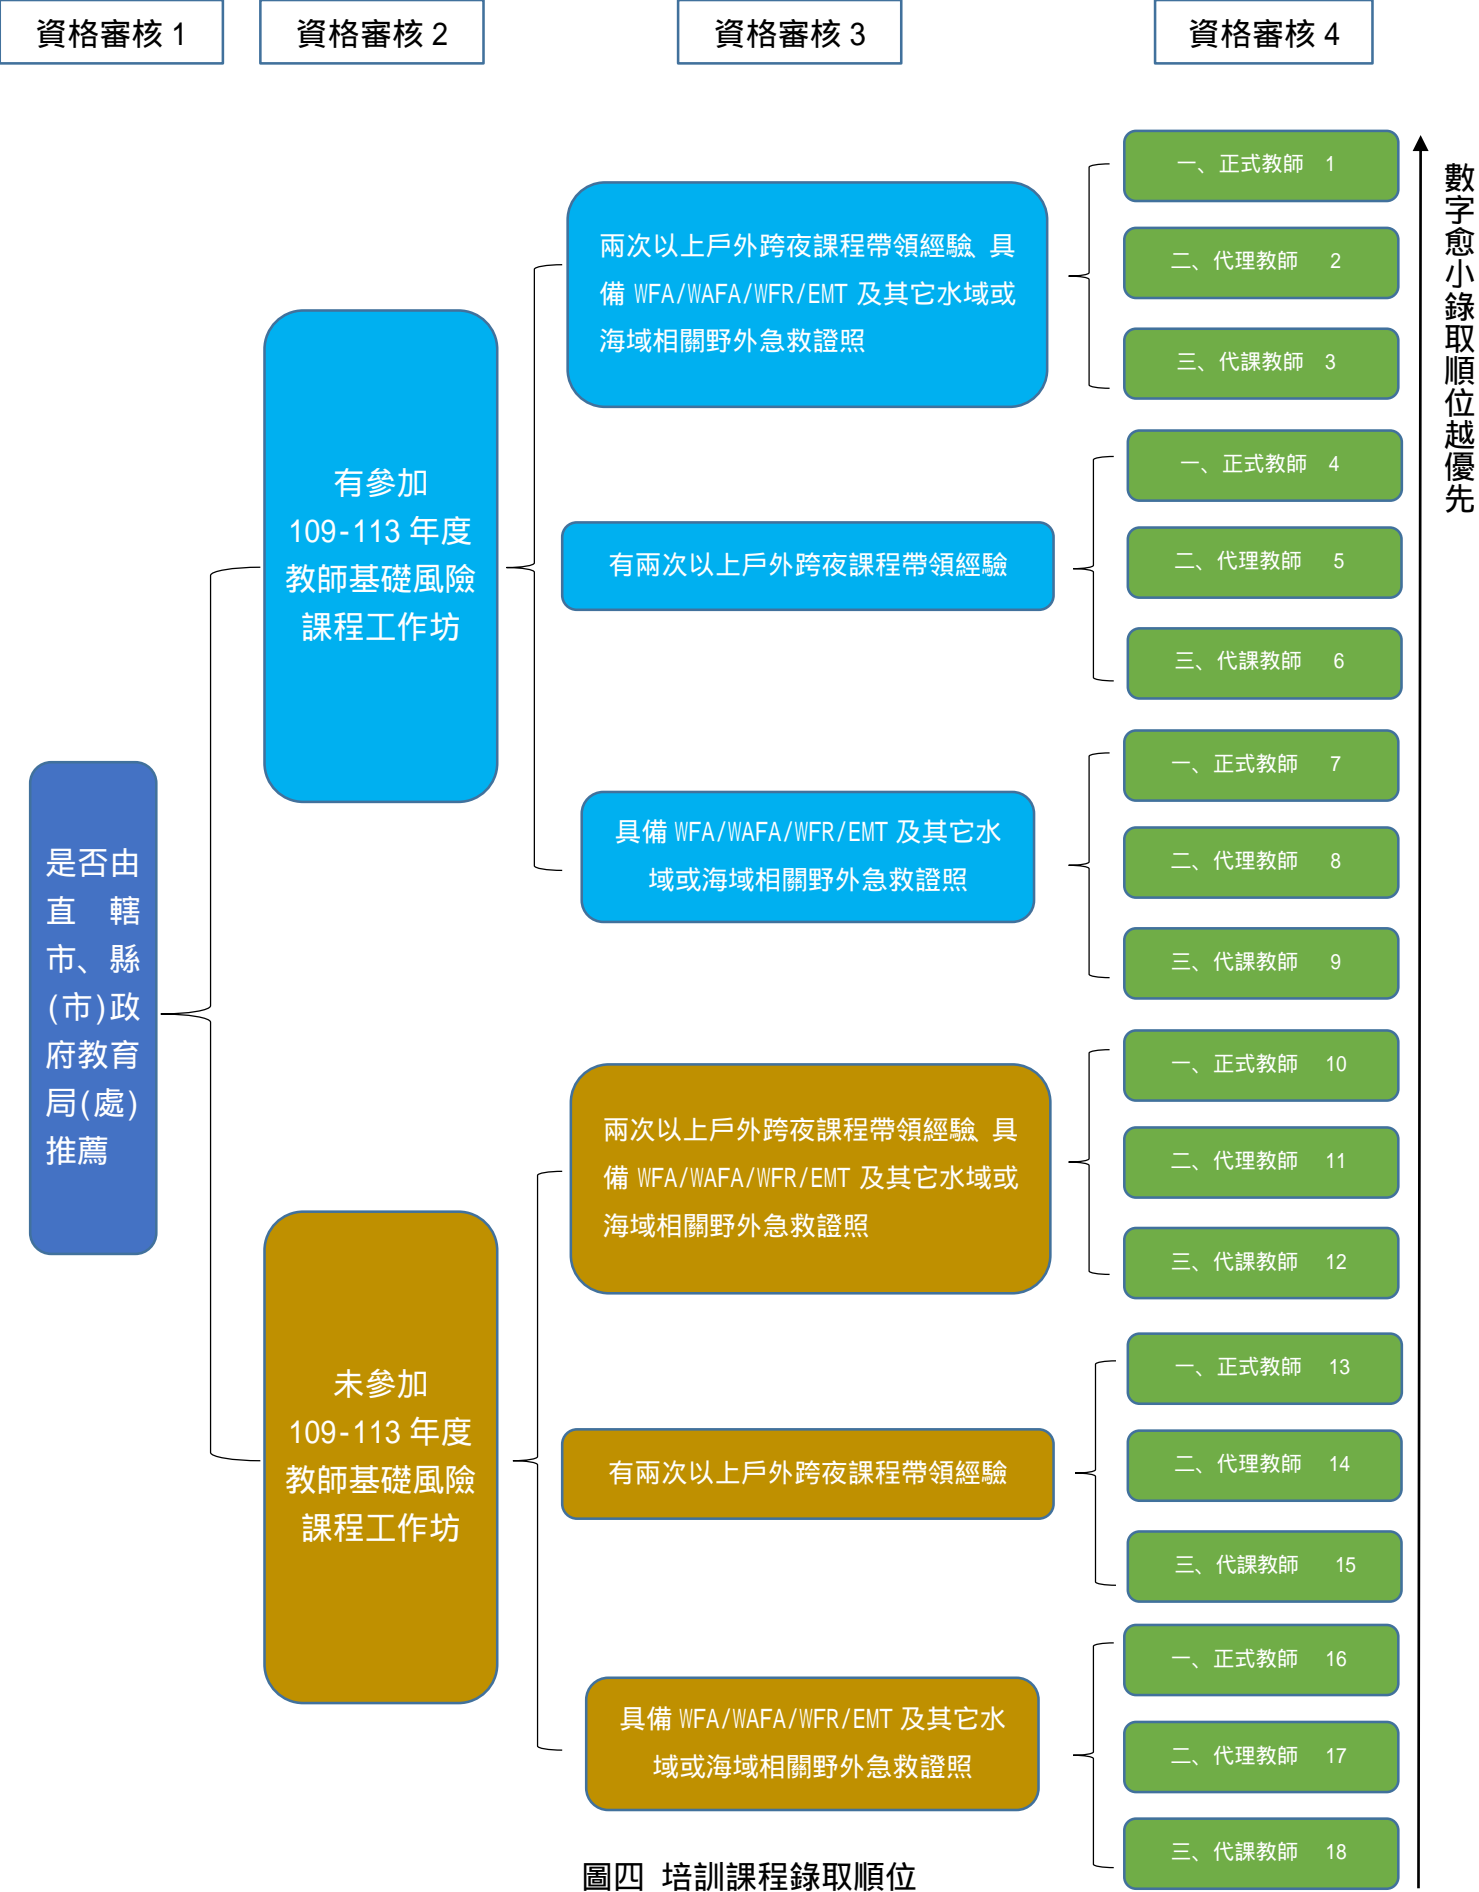 資格審核 1
資格審核 2
資格審核 3
資格審核 4
是否由
直轄
市、縣
(市)政
府教育
局(處)
推薦
有參加
109-113 年度
教師基礎風險
課程工作坊
兩次以上戶外跨夜課程帶領經驗、具
備 WFA/WAFA/WFR/EMT 及其它水域或
海域相關野外急救證照
一、正式教師 1
二、代理教師 2
三、代課教師 3
有兩次以上戶外跨夜課程帶領經驗
一、正式教師 4
二、代理教師 5
三、代課教師 6
具備 WFA/WAFA/WFR/EMT 及其它水
域或海域相關野外急救證照
一、正式教師 7
二、代理教師 8
三、代課教師 9
未參加
109-113 年度
教師基礎風險
課程工作坊
兩次以上戶外跨夜課程帶領經驗、具
備 WFA/WAFA/WFR/EMT 及其它水域或
海域相關野外急救證照
一、正式教師 10
二、代理教師 11
三、代課教師 12
有兩次以上戶外跨夜課程帶領經驗
一、正式教師 13
二、代理教師 14
三、代課教師 15
具備 WFA/WAFA/WFR/EMT 及其它水
域或海域相關野外急救證照
一、正式教師 16
二、代理教師 17
三、代課教師 18
數字愈小錄取順位越優先
圖四 培訓課程錄取順位